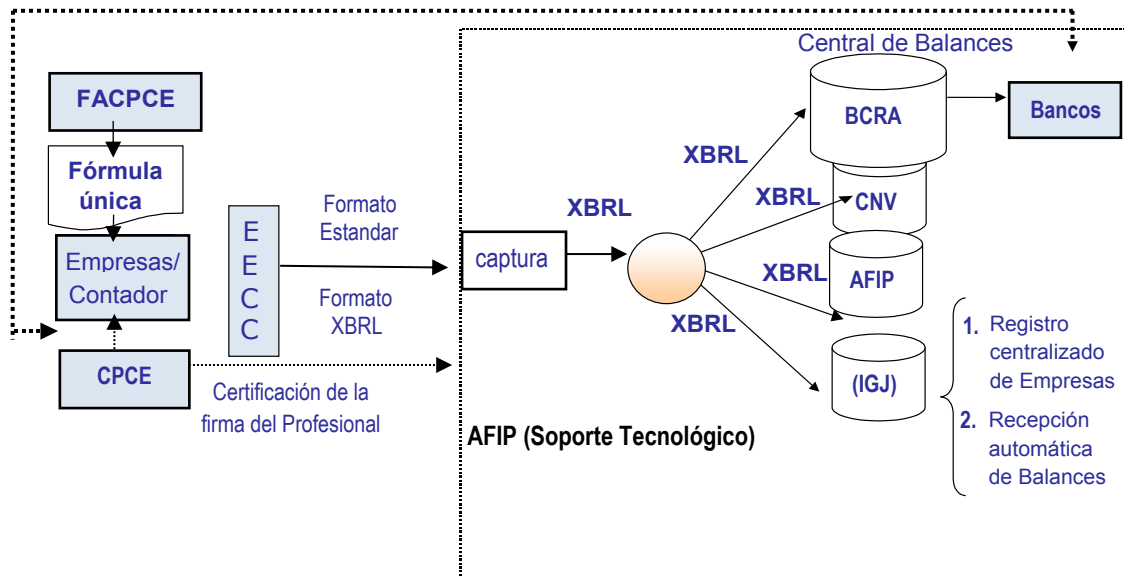 Central de Balances
FACPCE
Fórmula
única
Empresas/
Contador
CPCE
E
E
C
C
Formato
Estandar
Formato
XBRL
Certificación de la
firma del Profesional
captura
XBRL
XBRL
XBRL
XBRL
XBRL
BCRA
CNV
AFIP
(IGJ)
Bancos
1. Registro
centralizado
de Empresas
2. Recepción
automática
de Balances
AFIP (Soporte Tecnológico)